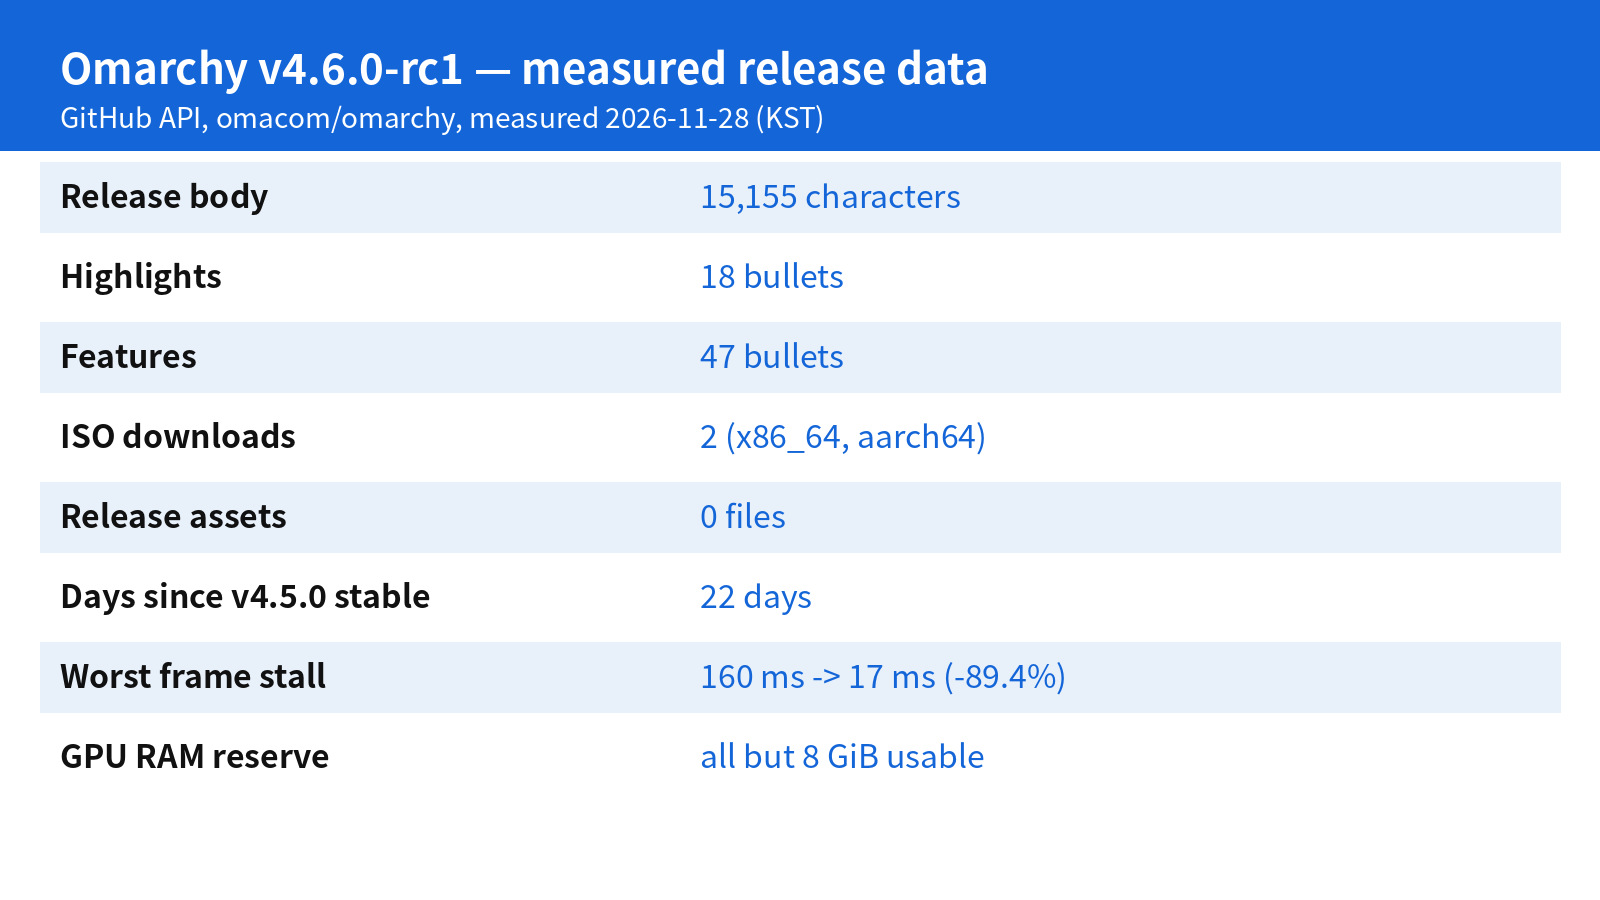 Omarchy v4.6.0-rc1 — measured release data
GitHub API, omacom/omarchy, measured 2026-11-28 (KST)
Release body 15,155 characters
Highlights 18 bullets
Features 47 bullets
ISO downloads 2 (x86_64, aarch64)
Release assets 0 files
Days since v4.5.0 stable 22 days
Worst frame stall 160 ms -> 17 ms (-89.4%)
GPU RAM reserve all but 8 GiB usable